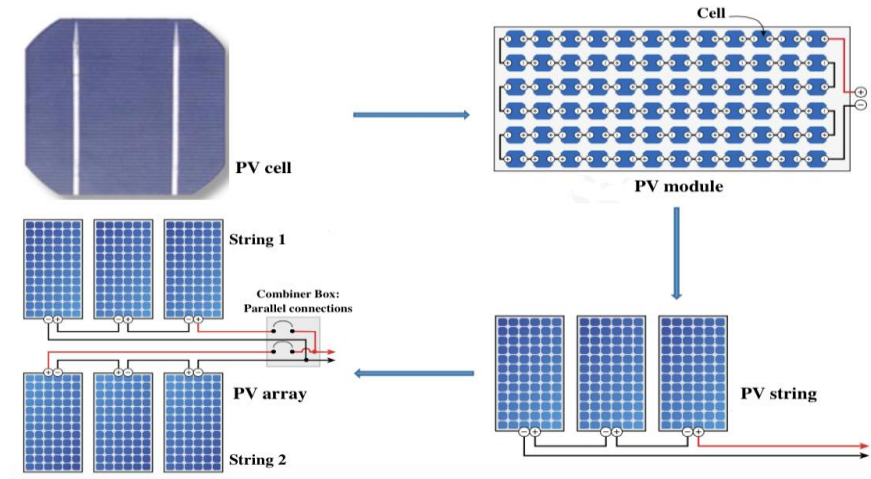 Cell
PV cell
PV module
String 1
Combiner Box:
Parallel connections
PV array
PV string
String 2